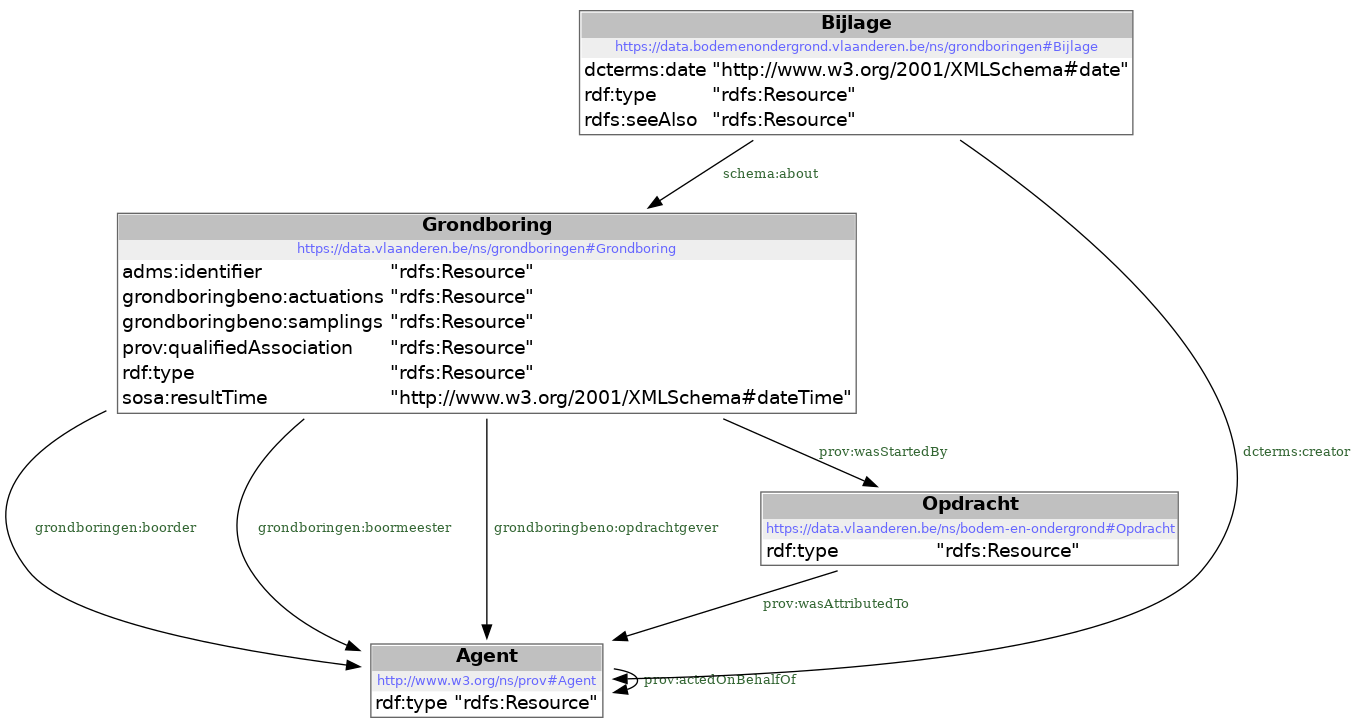 Bijlage
https://data.bodemenondergrond.vlaanderen.be/ns/grondboringen#Bijlage
dcterms:date "http://www.w3.org/2001/XMLSchema#date"
rdf:type "rdfs:Resource"
rdfs:seeAlso "rdfs:Resource"
schema:about
Grondboring
https://data.vlaanderen.be/ns/grondboringen#Grondboring
adms:identifier "rdfs:Resource"
grondboringbeno:actuations "rdfs:Resource"
grondboringbeno:samplings "rdfs:Resource"
prov:qualifiedAssociation "rdfs:Resource"
rdf:type "rdfs:Resource"
sosa:resultTime "http://www.w3.org/2001/XMLSchema#dateTime"
prov:wasStartedBy
dcterms:creator
Opdracht
https://data.vlaanderen.be/ns/bodem-en-ondergrond#Opdracht
rdf:type "rdfs:Resource"
grondboringen:boorder
grondboringen:boormeester
grondboringbeno:opdrachtgever
prov:wasAttributedTo
Agent
http://www.w3.org/ns/prov#Agent
rdf:type "rdfs:Resource"
prov:actedOnBehalfOf